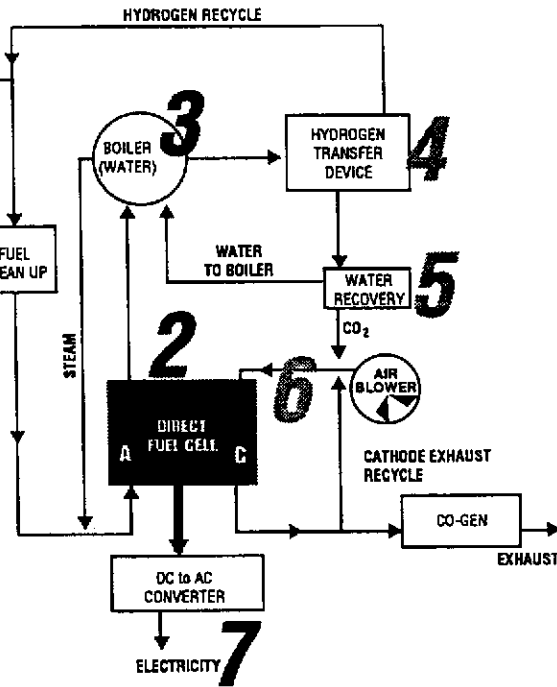 HYDROGEN RECYCLE
3
BOILER
(WATER)
HYDROGEN
TRANSFER
DEVICE
4
FUEL
EAN UP
WATER
TO BOILER
WATER
RECOVERY
5
STEAM
CO₂
2
6
AIR
BLOWER
DIRECT
FUEL CELL
A
C
CATHODE EXHAUST
RECYCLE
CO-GEN
EXHAUST
DC to AC
CONVERTER
ELECTRICITY
7